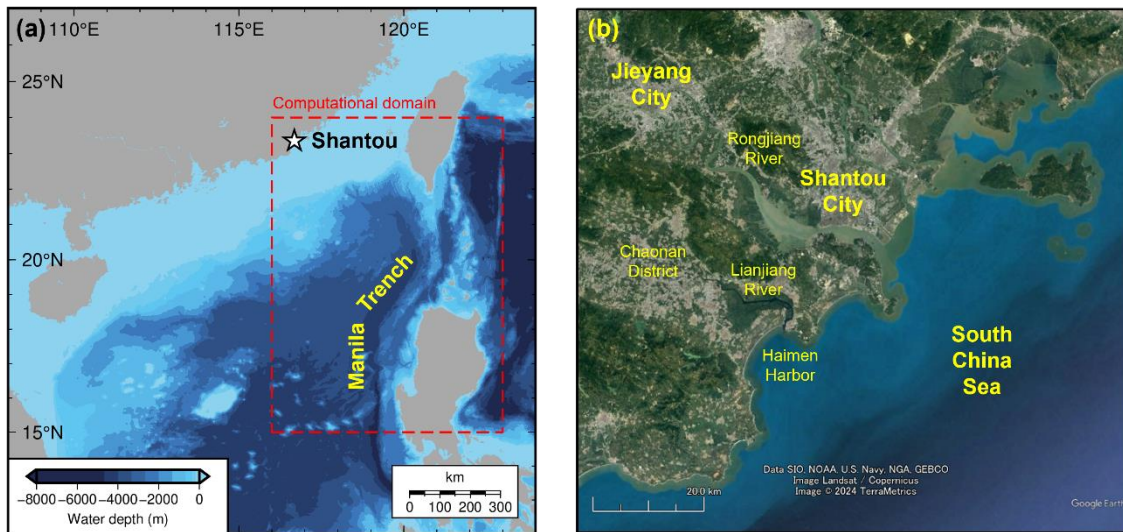 (a)
110°E
115°E
120°E
25°N
Computational domain
Shantou
20°N
Manila Trench
15°N
−8000 −6000 −4000 −2000 0
Water depth (m)
km
0 100 200 300
(b)
Jieyang
City
Rongjiang
River
Shantou
City
Chaonan
District
Lianjiang
River
Haimen
Harbor
South
China
Sea
Data SIO, NOAA, U.S. Navy, NGA, GEBCO
Image Landsat / Copernicus
Image © 2024 TerraMetrics
20.0 km
Google Earth